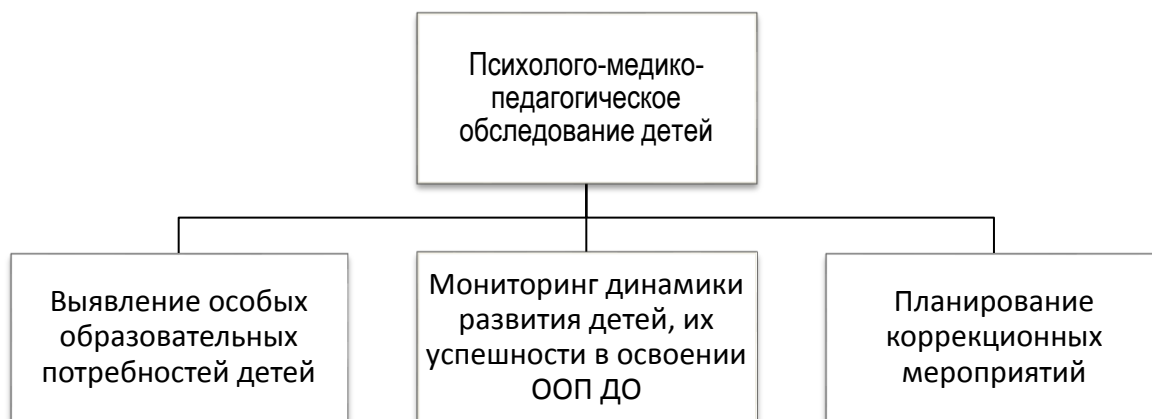 Психолого-медико-
педагогическое
обследование детей
Выявление особых
образовательных
потребностей детей
Мониторинг динамики
развития детей, их
успешности в освоении
ООП ДО
Планирование
коррекционных
мероприятий